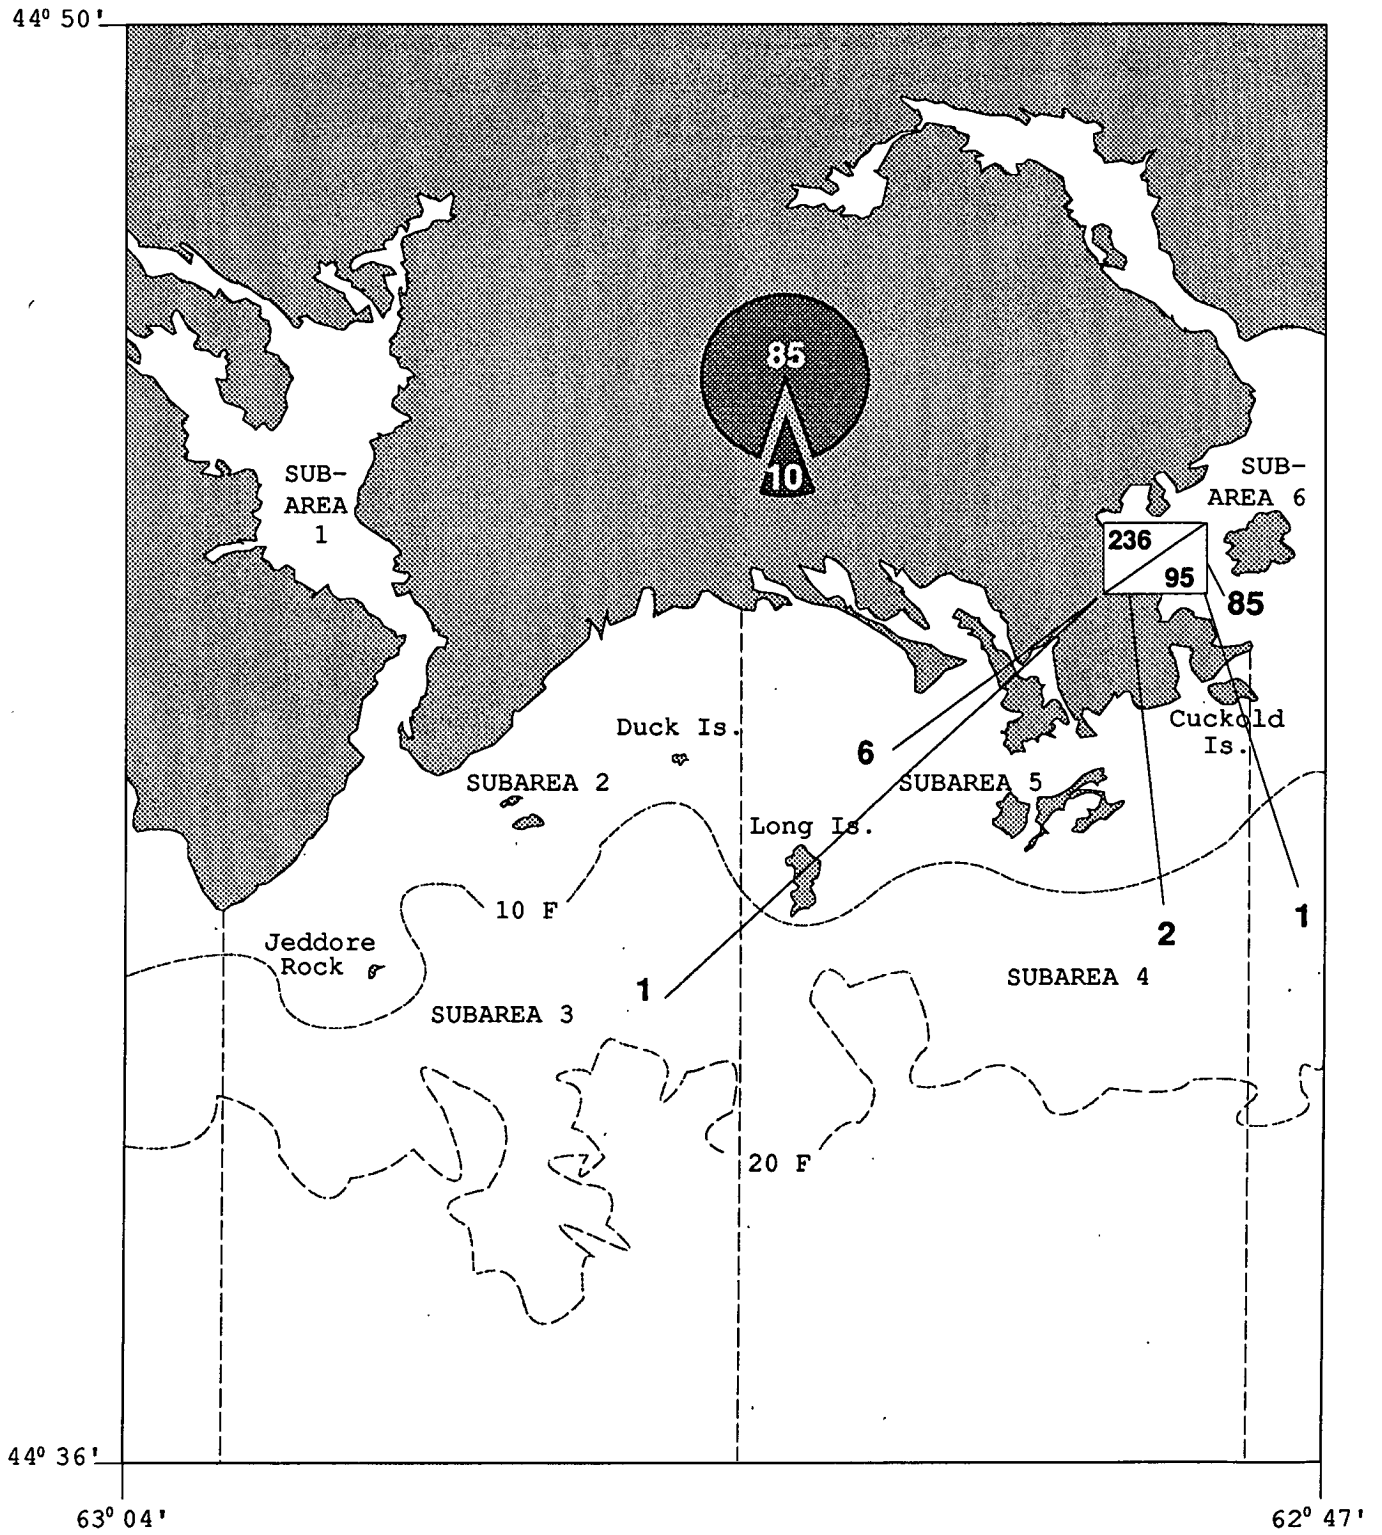 44° 50'
85
10
SUB-
AREA
1
SUB-
AREA 6
236
95
85
Duck Is.
Cuckold
Is.
6
SUBAREA 2
SUBAREA 5
Long Is.
10 F
1
2
Jeddore
Rock
SUBAREA 4
1
SUBAREA 3
20 F
44° 36'
63° 04'
62° 47'